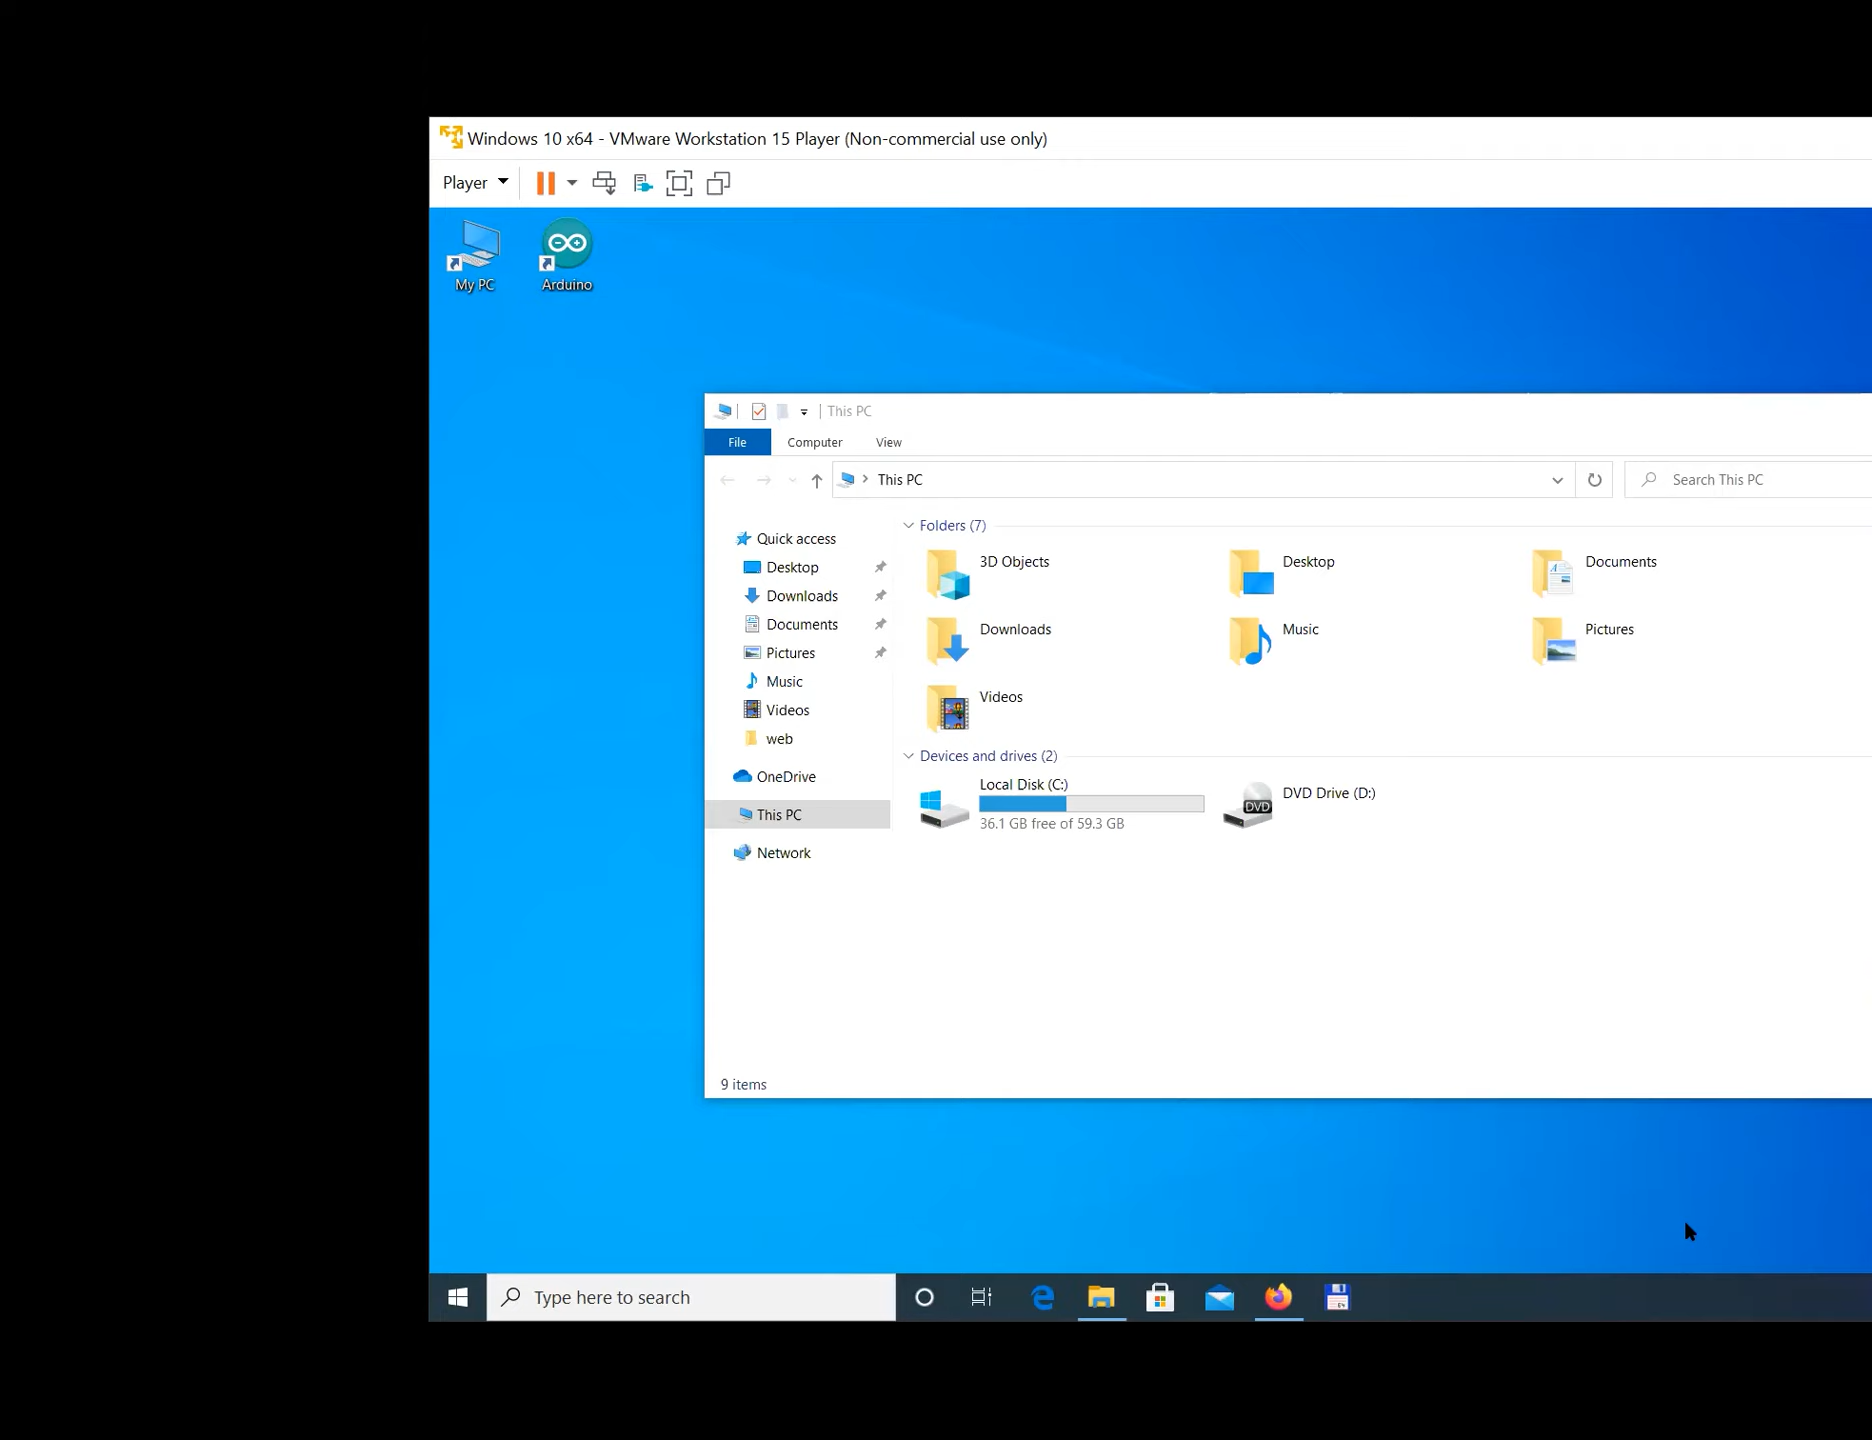 Windows 10 x64 - VMware Workstation 15 Player (Non-commercial use only)
Player
My PC
Arduino
This PC
File
Computer
View
This PC
Search This PC
Quick access
Desktop
Downloads
Documents
Pictures
Music
Videos
web
OneDrive
This PC
Network
Folders (7)
3D Objects
Desktop
Documents
Downloads
Music
Pictures
Videos
Devices and drives (2)
Local Disk (C:)
36.1 GB free of 59.3 GB
DVD
DVD Drive (D:)
9 items
Type here to search